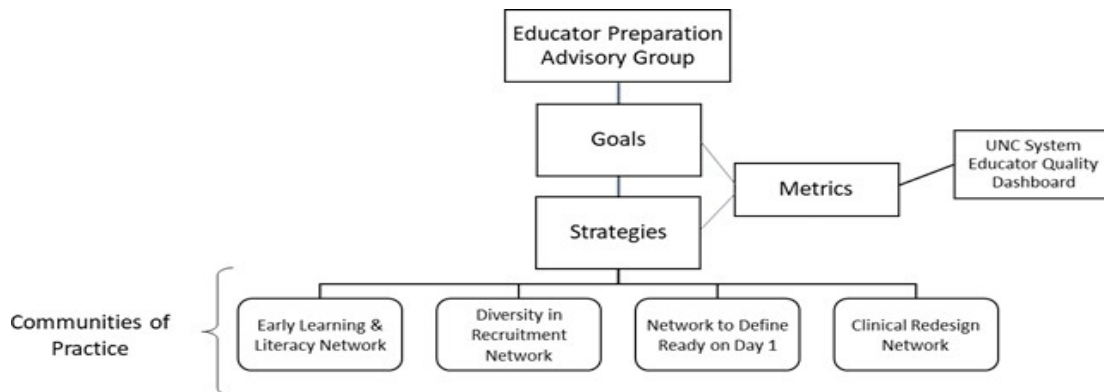 Educator Preparation
Advisory Group
Goals
UNC System
Educator Quality
Dashboard
Metrics
Strategies
Communities of
Practice
Early Learning &
Literacy Network
Diversity in
Recruitment
Network
Network to Define
Ready on Day 1
Clinical Redesign
Network